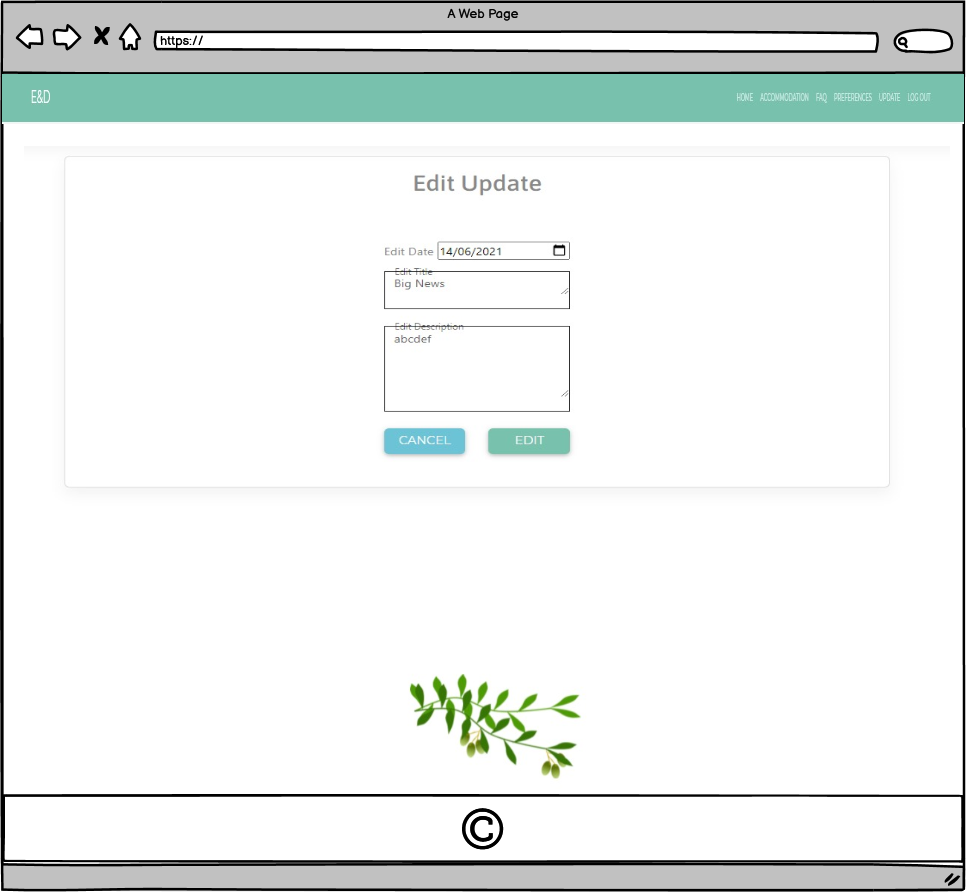 A Web Page
https://
E&D
HOME ACCOMMODATION FAQ PREFERENCES UPDATE LOG OUT
Edit Update
Edit Date 14/06/2021
Edit Title
Big News
Edit Description
abcdef
CANCEL EDIT
©